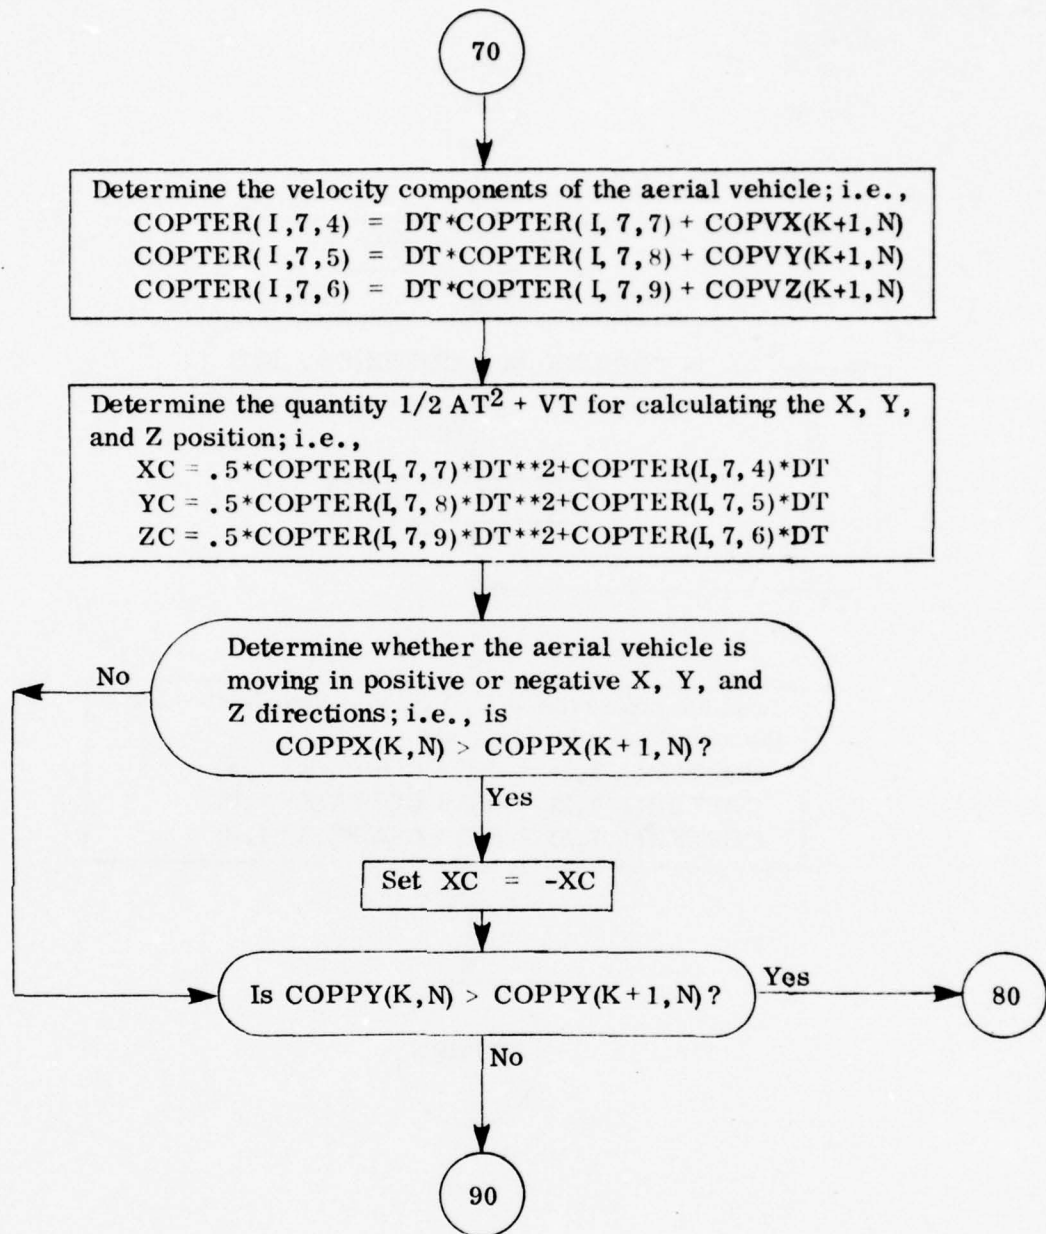 70
Determine the velocity components of the aerial vehicle; i.e.,
COPTER(I,7,4) = DT*COPTER(I, 7,7) + COPVX(K+1,N)
COPTER(I,7,5) = DT*COPTER(I, 7,8) + COPVY(K+1,N)
COPTER(I,7,6) = DT*COPTER(I, 7,9) + COPVZ(K+1,N)
Determine the quantity 1/2 AT² + VT for calculating the X, Y,
and Z position; i.e.,
XC = .5*COPTER(I, 7, 7)*DT**2+COPTER(I, 7, 4)*DT
YC = .5*COPTER(I, 7, 8)*DT**2+COPTER(I, 7, 5)*DT
ZC = .5*COPTER(I, 7, 9)*DT**2+COPTER(I, 7, 6)*DT
Determine whether the aerial vehicle is
No
moving in positive or negative X, Y, and
Z directions; i.e., is
COPPX(K,N) > COPPX(K+1,N)?
Yes
Set XC = -XC
Is COPPY(K,N) > COPPY(K+1,N)?
Yes
80
No
90